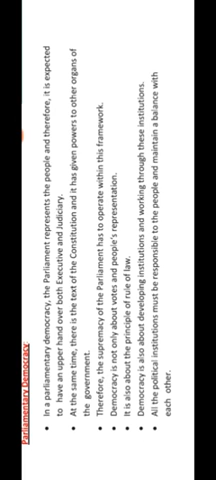 Parliamentary Democracy
• In a parliamentary democracy, the Parliament represents the people and therefore, it is expected
to have an upper hand over both Executive and Judiciary.
• At the same time, there is the text of the Constitution and it has given powers to other organs of
the government.
• Therefore, the supremacy of the Parliament has to operate within this framework.
• Democracy is not only about votes and people's representation.
• It is also about the principle of rule of law.
• Democracy is also about developing institutions and working through these institutions.
• All the political institutions must be responsible to the people and maintain a balance with
each other.